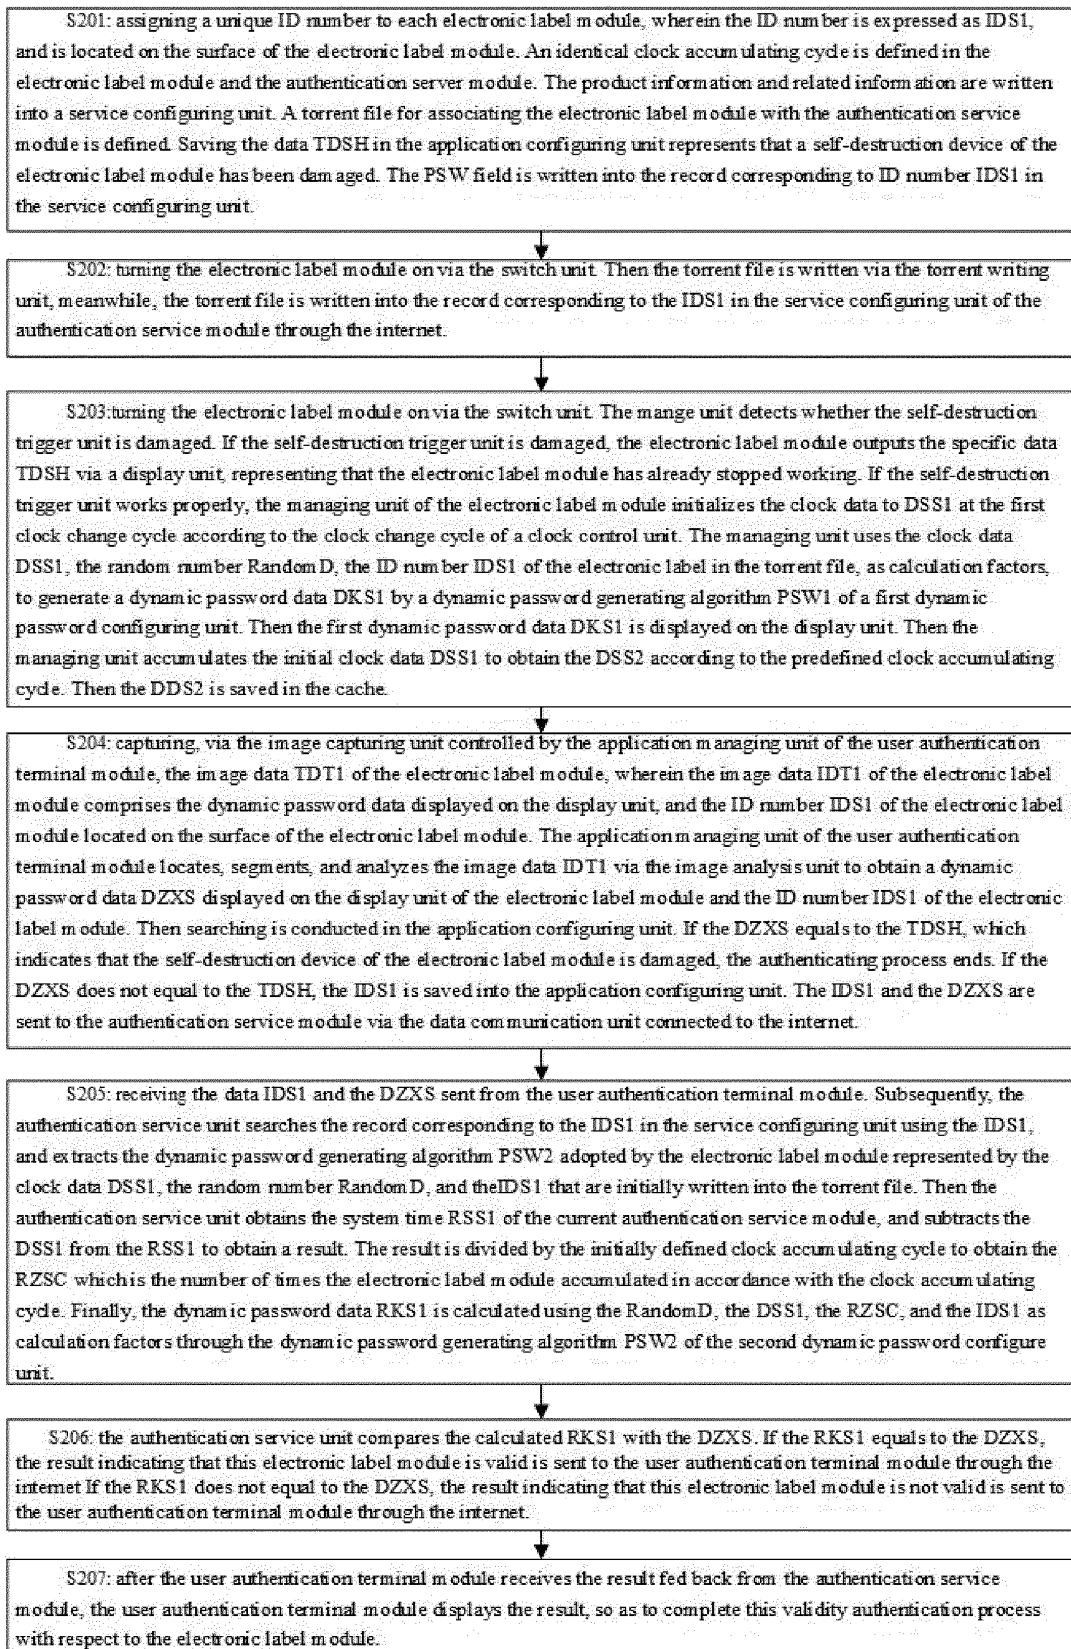 S201: assigning a unique ID number to each electronic label module, wherein the ID number is expressed as IDS1,
and is located on the surface of the electronic label module. An identical clock accumulating cycle is defined in the
electronic label module and the authentication server module. The product information and related information are written
into a service configuring unit. A torrent file for associating the electronic label module with the authentication service
module is defined. Saving the data TDSH in the application configuring unit represents that a self-destruction device of the
electronic label module has been damaged. The PSW field is written into the record corresponding to ID number IDS1 in
the service configuring unit.
S202: turning the electronic label module on via the switch unit. Then the torrent file is written via the torrent writing
unit, meanwhile, the torrent file is written into the record corresponding to the IDS1 in the service configuring unit of the
authentication service module through the internet.
S203:turning the electronic label module on via the switch unit. The mange unit detects whether the self-destruction
trigger unit is damaged. If the self-destruction trigger unit is damaged, the electronic label module outputs the specific data
TDSH via a display unit, representing that the electronic label module has already stopped working. If the self-destruction
trigger unit works properly, the managing unit of the electronic label module initializes the clock data to DSS1 at the first
clock change cycle according to the clock change cycle of a clock control unit. The managing unit uses the clock data
DSS1, the random number RandomD, the ID number IDS1 of the electronic label in the torrent file, as calculation factors,
to generate a dynamic password data DKS1 by a dynamic password generating algorithm PSW1 of a first dynamic
password configuring unit. Then the first dynamic password data DKS1 is displayed on the display unit. Then the
managing unit accumulates the initial clock data DSS1 to obtain the DSS2 according to the predefined clock accumulating
cycle. Then the DDS2 is saved in the cache.
S204: capturing, via the image capturing unit controlled by the application managing unit of the user authentication
terminal module, the image data TDT1 of the electronic label module, wherein the image data IDT1 of the electronic label
module comprises the dynamic password data displayed on the display unit, and the ID number IDS1 of the electronic label
module located on the surface of the electronic label module. The application managing unit of the user authentication
terminal module locates, segments, and analyzes the image data IDT1 via the image analysis unit to obtain a dynamic
password data DZXS displayed on the display unit of the electronic label module and the ID number IDS1 of the electronic
label module. Then searching is conducted in the application configuring unit. If the DZXS equals to the TDSH, which
indicates that the self-destruction device of the electronic label module is damaged, the authenticating process ends. If the
DZXS does not equal to the TDSH, the IDS1 is saved into the application configuring unit. The IDS1 and the DZXS are
sent to the authentication service module via the data communication unit connected to the internet.
S205: receiving the data IDS1 and the DZXS sent from the user authentication terminal module. Subsequently, the
authentication service unit searches the record corresponding to the IDS1 in the service configuring unit using the IDS1,
and extracts the dynamic password generating algorithm PSW2 adopted by the electronic label module represented by the
clock data DSS1, the random number RandomD, and theIDS1 that are initially written into the torrent file. Then the
authentication service unit obtains the system time RSS1 of the current authentication service module, and subtracts the
DSS1 from the RSS1 to obtain a result. The result is divided by the initially defined clock accumulating cycle to obtain the
RZSC which is the number of times the electronic label module accumulated in accordance with the clock accumulating
cycle. Finally, the dynamic password data RKS1 is calculated using the RandomD, the DSS1, the RZSC, and the IDS1 as
calculation factors through the dynamic password generating algorithm PSW2 of the second dynamic password configure
unit.
S206: the authentication service unit compares the calculated RKS1 with the DZXS. If the RKS1 equals to the DZXS,
the result indicating that this electronic label module is valid is sent to the user authentication terminal module through the
internet If the RKS1 does not equal to the DZXS, the result indicating that this electronic label module is not valid is sent to
the user authentication terminal module through the internet.
S207: after the user authentication terminal module receives the result fed back from the authentication service
module, the user authentication terminal module displays the result, so as to complete this validity authentication process
with respect to the electronic label module.